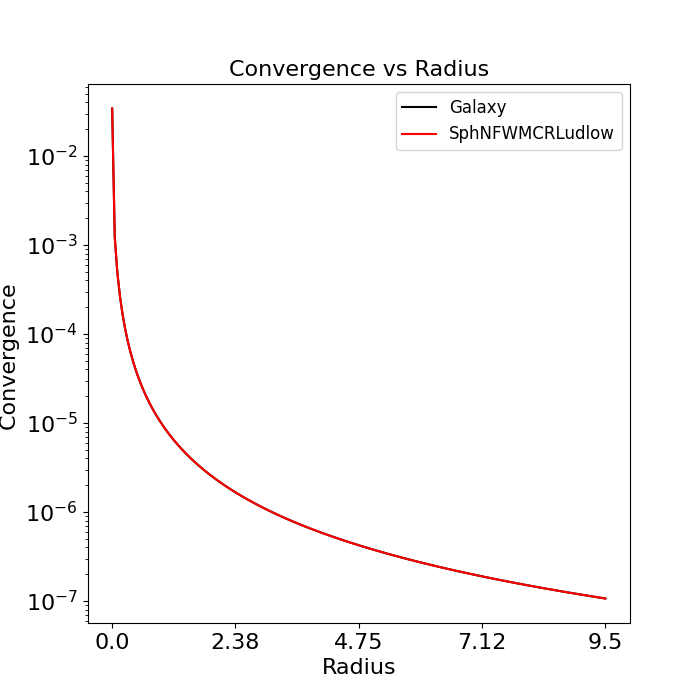 Convergence vs Radius
Galaxy
SphNFWMCRLudlow
Convergence
10⁻²
10⁻³
10⁻⁴
10⁻⁵
10⁻⁶
10⁻⁷
0.0 2.38 4.75 7.12 9.5
Radius